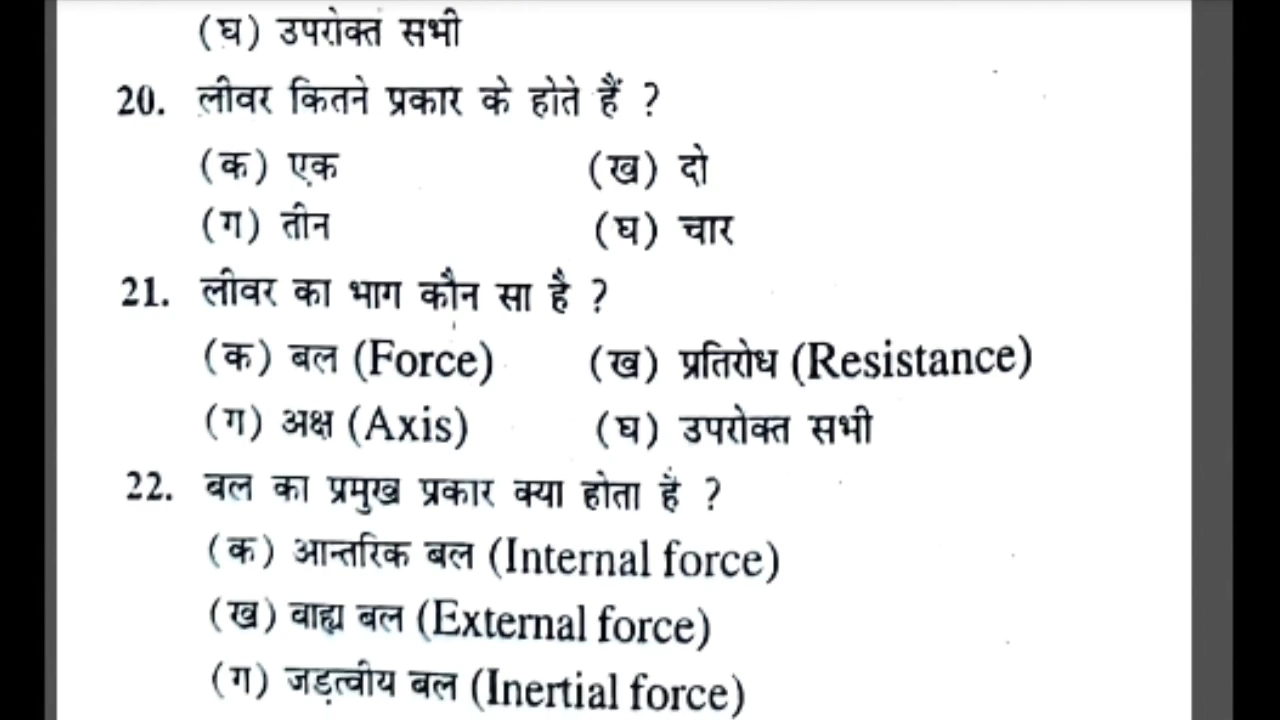 (घ) उपरोक्त सभी
20. लीवर कितने प्रकार के होते हैं ?
(क) एक (ख) दो
(ग) तीन (घ) चार
21. लीवर का भाग कौन सा है ?
(क) बल (Force) (ख) प्रतिरोध (Resistance)
(ग) अक्ष (Axis) (घ) उपरोक्त सभी
22. बल का प्रमुख प्रकार क्या होता है ?
(क) आन्तरिक बल (Internal force)
(ख) वाह्य बल (External force)
(ग) जड़त्वीय बल (Inertial force)